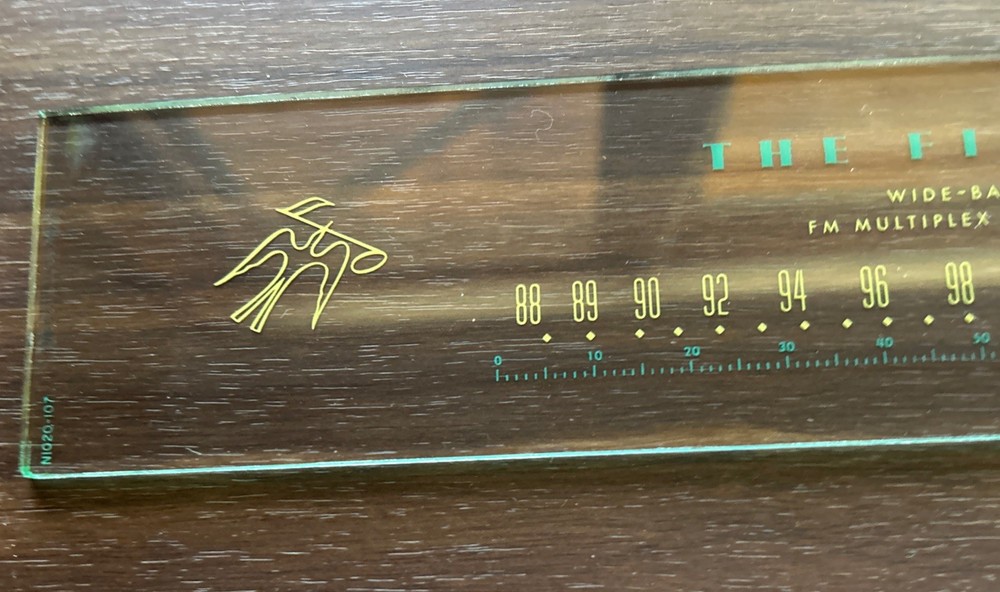 THE FI
WIDE-BA
FM MULTIPLEX
88 89 90 92 94 96 98
0 10 20 30 40 50
N1020-107